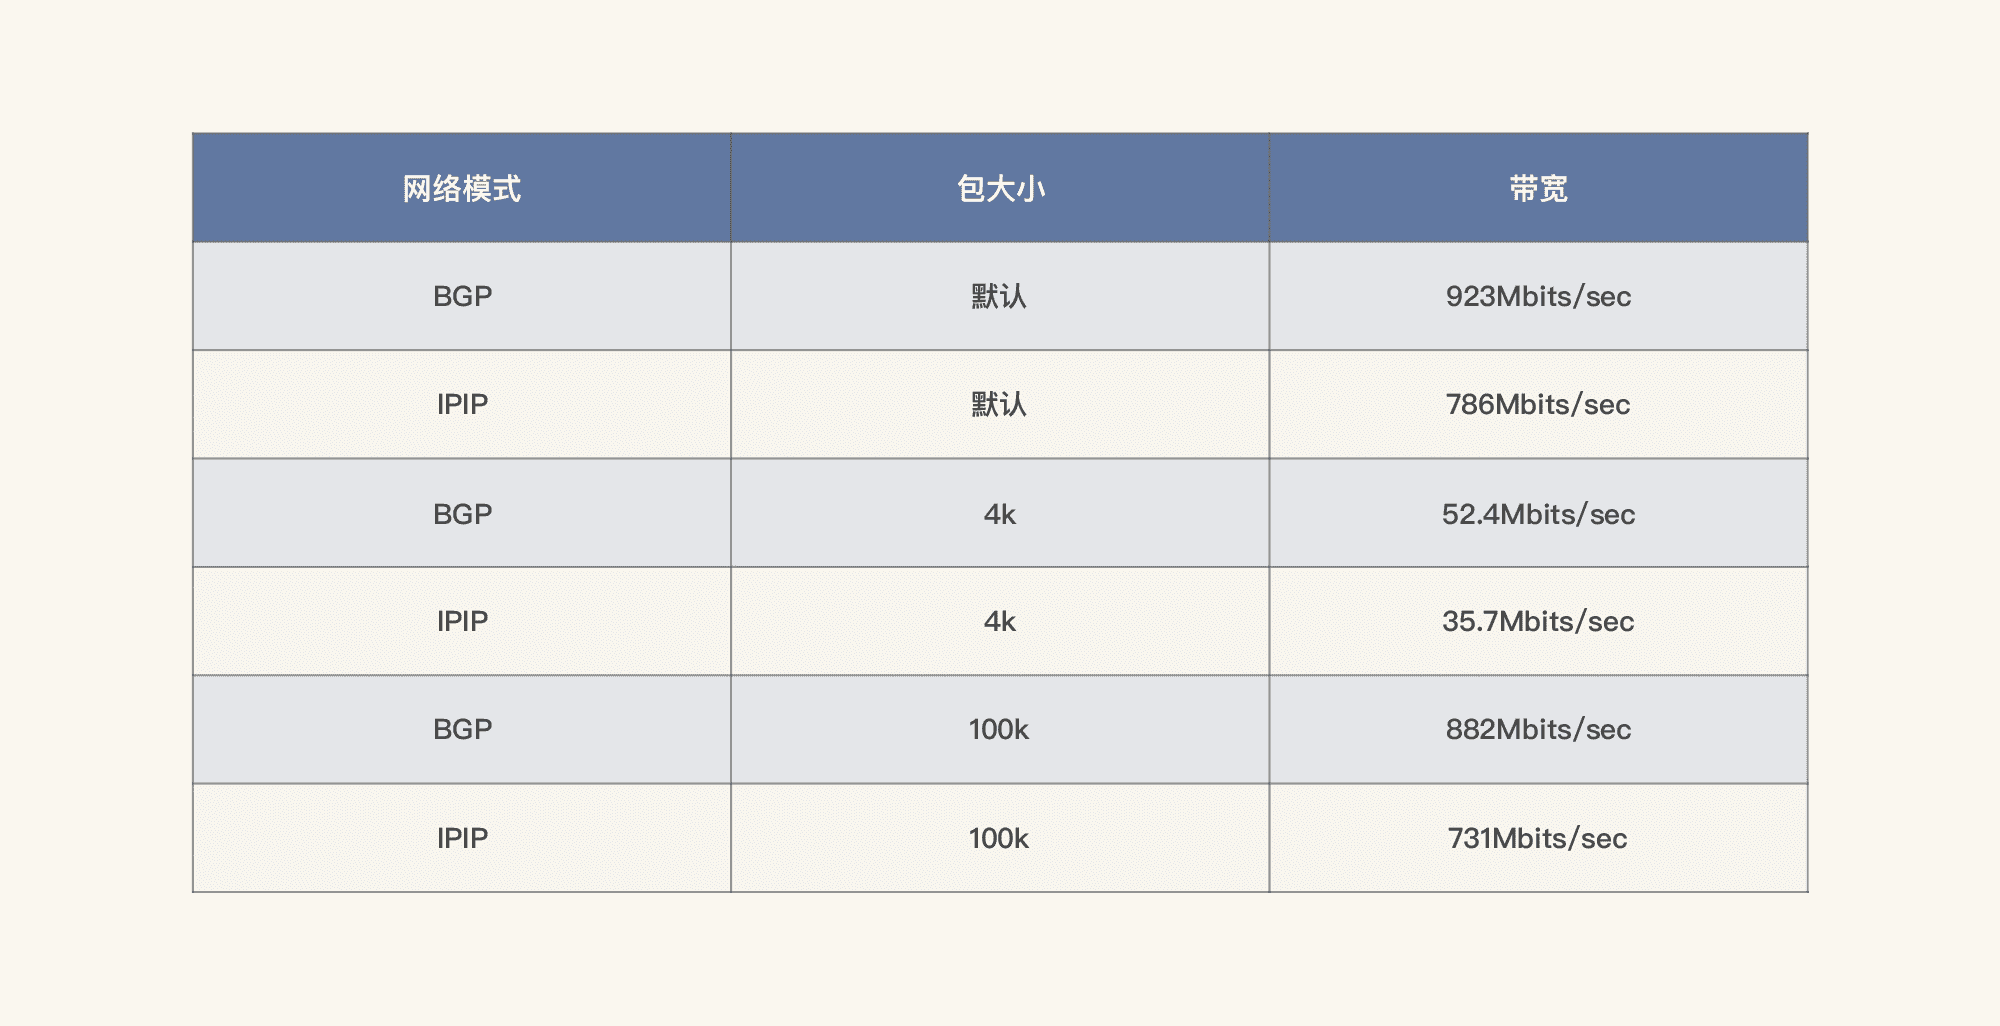 网络模式 包大小 带宽
BGP 默认 923Mbits/sec
IPIP 默认 786Mbits/sec
BGP 4k 52.4Mbits/sec
IPIP 4k 35.7Mbits/sec
BGP 100k 882Mbits/sec
IPIP 100k 731Mbits/sec